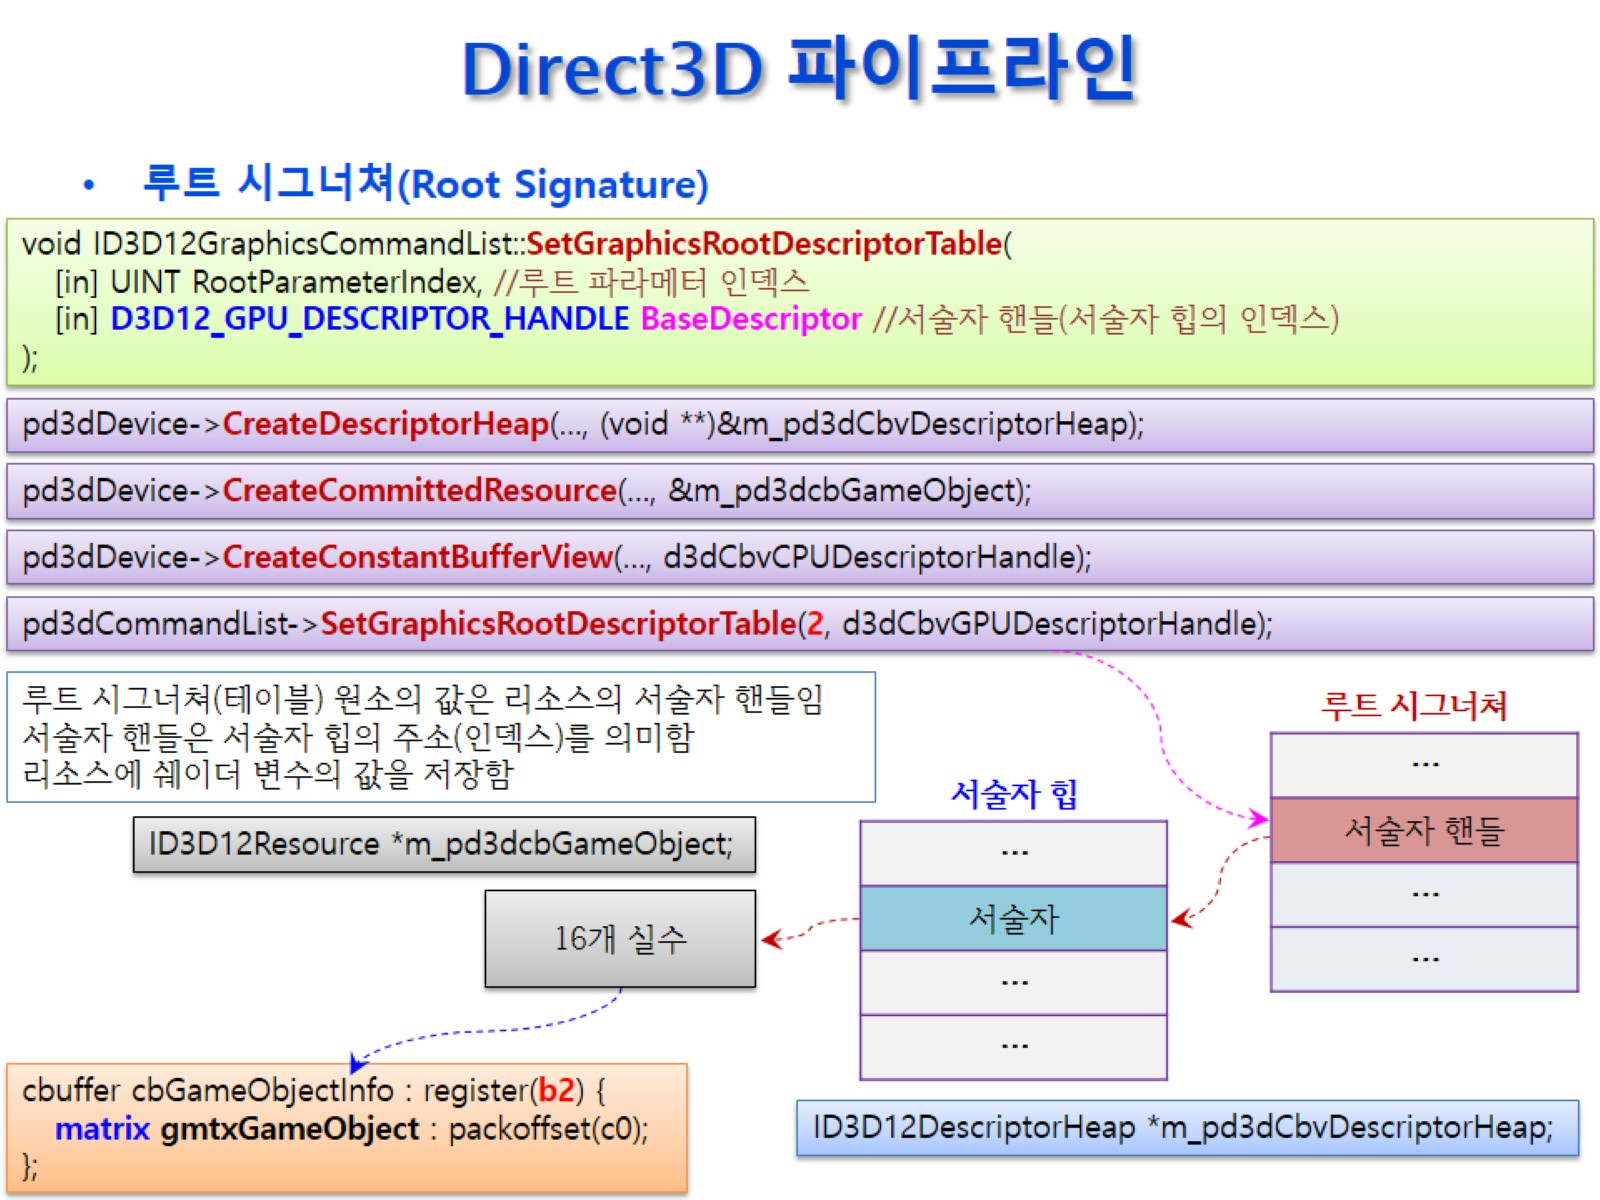 Direct3D 파이프라인
• 루트 시그너쳐(Root Signature)
void ID3D12GraphicsCommandList::SetGraphicsRootDescriptorTable(
[in] UINT RootParameterIndex, //루트 파라메터 인덱스
[in] D3D12_GPU_DESCRIPTOR_HANDLE BaseDescriptor //서술자 핸들(서술자 힙의 인덱스)
);
pd3dDevice->CreateDescriptorHeap(..., (void **)&m_pd3dCbvDescriptorHeap);
pd3dDevice->CreateCommittedResource(..., &m_pd3dcbGameObject);
pd3dDevice->CreateConstantBufferView(..., d3dCbvCPUDescriptorHandle);
pd3dCommandList->SetGraphicsRootDescriptorTable(2, d3dCbvGPUDescriptorHandle);
루트 시그너쳐(테이블) 원소의 값은 리소스의 서술자 핸들임
서술자 핸들은 서술자 힙의 주소(인덱스)를 의미함
리소스에 쉐이더 변수의 값을 저장함
루트 시그너쳐
...
서술자 핸들
...
...
서술자 힙
...
서술자
...
...
ID3D12Resource *m_pd3dcbGameObject;
16개 실수
cbuffer cbGameObjectInfo : register(b2) {
matrix gmtxGameObject : packoffset(c0);
};
ID3D12DescriptorHeap *m_pd3dCbvDescriptorHeap;